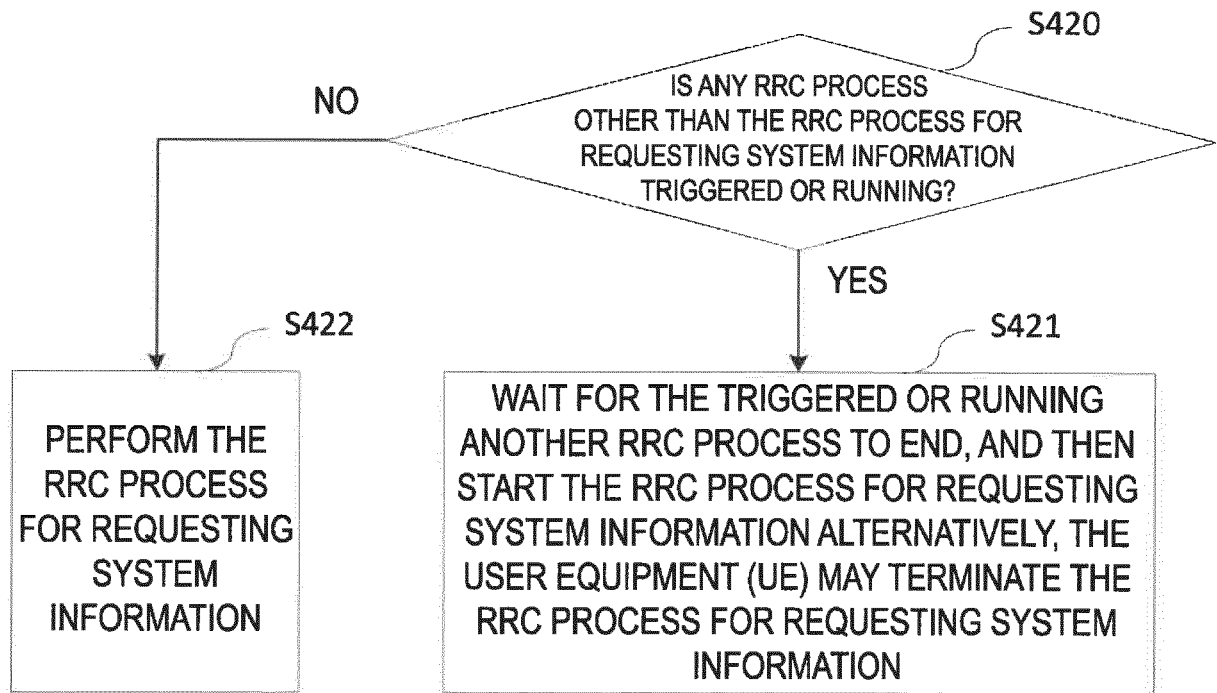 S420
IS ANY RRC PROCESS
OTHER THAN THE RRC PROCESS FOR
REQUESTING SYSTEM INFORMATION
TRIGGERED OR RUNNING?
NO
YES
S422
S421
PERFORM THE
RRC PROCESS
FOR REQUESTING
SYSTEM
INFORMATION
WAIT FOR THE TRIGGERED OR RUNNING
ANOTHER RRC PROCESS TO END, AND THEN
START THE RRC PROCESS FOR REQUESTING
SYSTEM INFORMATION ALTERNATIVELY, THE
USER EQUIPMENT (UE) MAY TERMINATE THE
RRC PROCESS FOR REQUESTING SYSTEM
INFORMATION